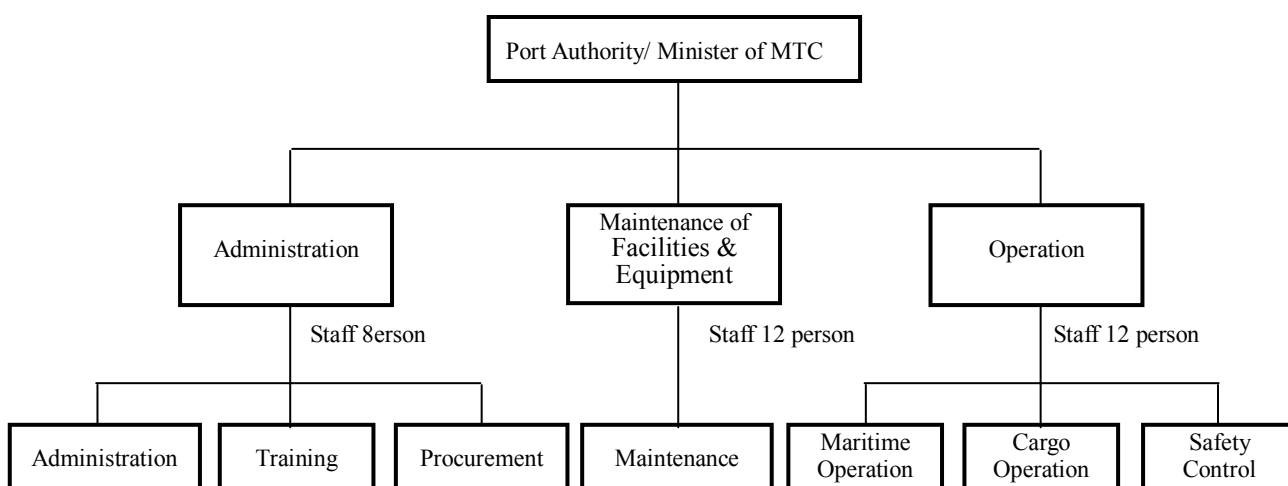 Port Authority/ Minister of MTC
Administration
Maintenance of
Facilities &
Equipment
Operation
Staff 8erson
Staff 12 person
Staff 12 person
Administration
Training
Procurement
Maintenance
Maritime
Operation
Cargo
Operation
Safety
Control